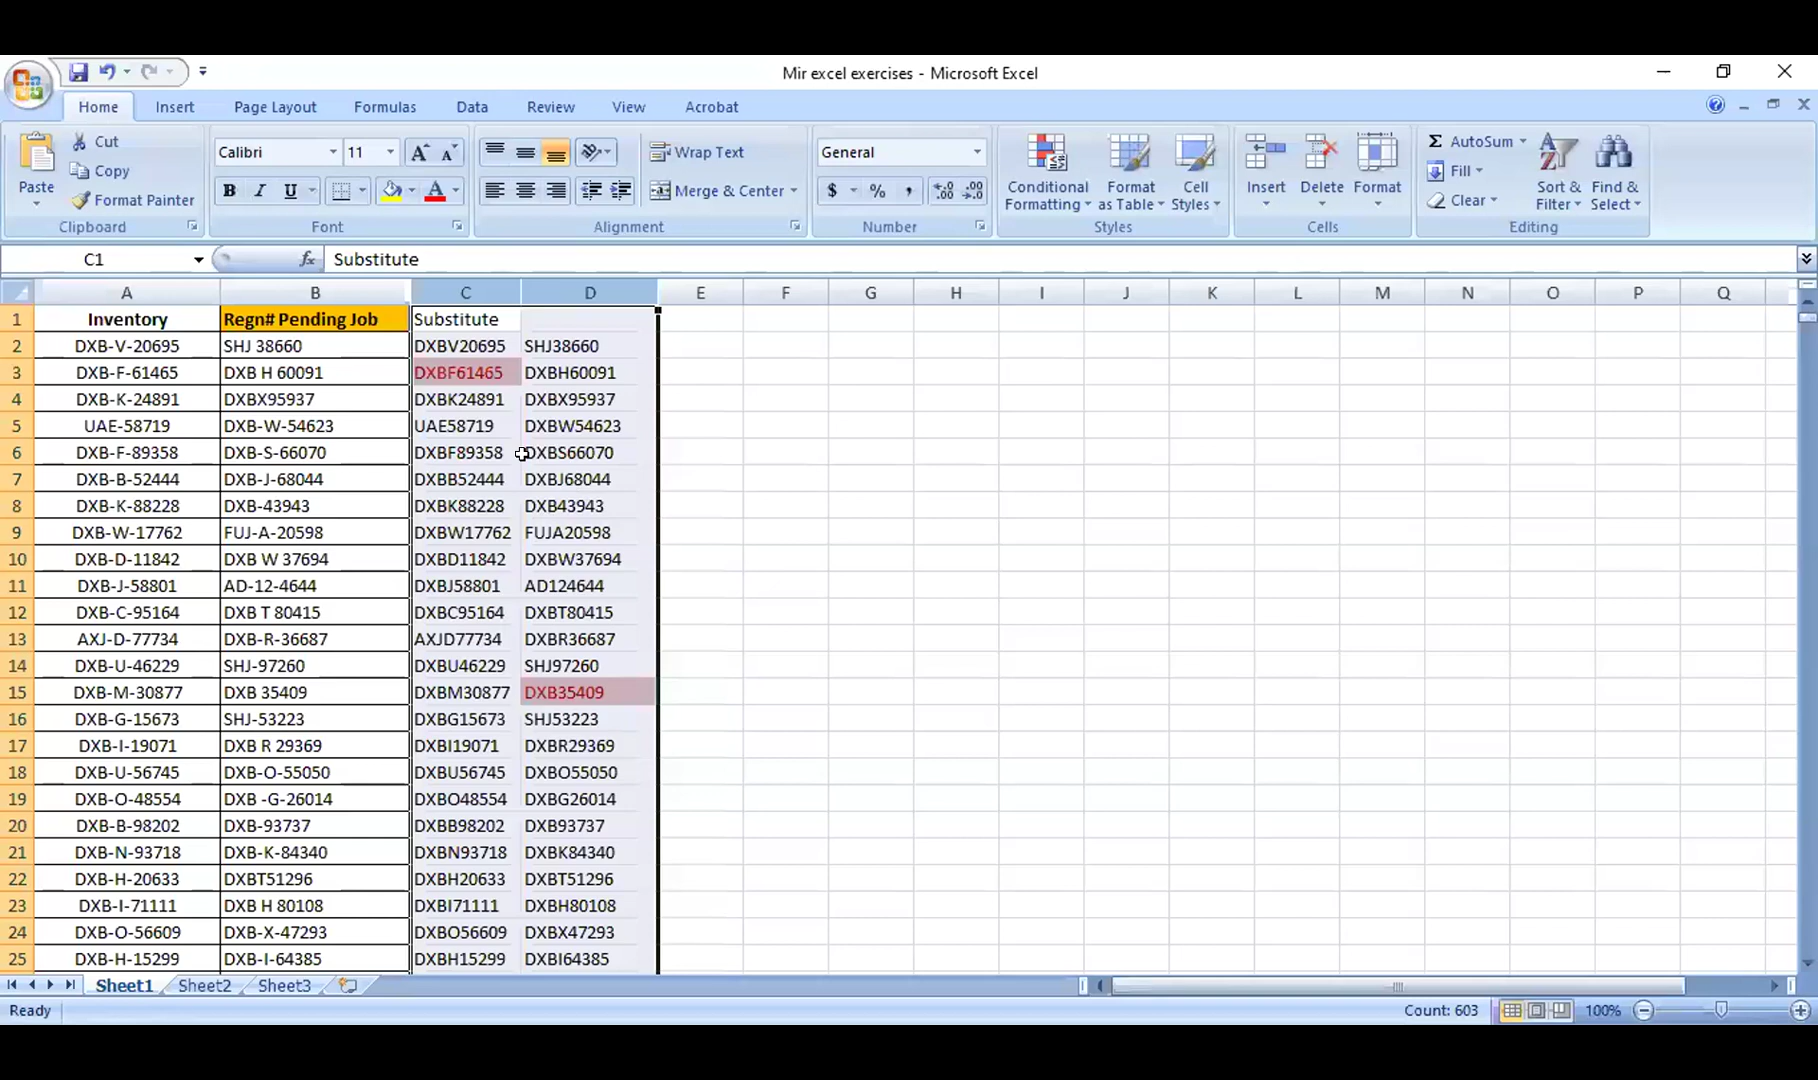 Mir excel exercises - Microsoft Excel
Home Insert Page Layout Formulas Data Review View Acrobat
Paste Cut Copy Format Painter Clipboard
Calibri 11 A A B I U A Font
Wrap Text Merge & Center Alignment
General $ % , Number
Conditional Formatting Format as Table Cell Styles Styles
Insert Delete Format Cells
Σ AutoSum Fill Clear Sort & Filter Find & Select Editing
C1 fx Substitute
A B C D E F G H I J K L M N O P Q
1 Inventory Regn# Pending Job Substitute
2 DXB-V-20695 SHJ 38660 DXBV20695 SHJ38660
3 DXB-F-61465 DXB H 60091 DXBF61465 DXBH60091
4 DXB-K-24891 DXBX95937 DXBK24891 DXBX95937
5 UAE-58719 DXB-W-54623 UAE58719 DXBW54623
6 DXB-F-89358 DXB-S-66070 DXBF89358 DXBS66070
7 DXB-B-52444 DXB-J-68044 DXBB52444 DXBJ68044
8 DXB-K-88228 DXB-43943 DXBK88228 DXB43943
9 DXB-W-17762 FUJ-A-20598 DXBW17762 FUJA20598
10 DXB-D-11842 DXB W 37694 DXBD11842 DXBW37694
11 DXB-J-58801 AD-12-4644 DXBJ58801 AD124644
12 DXB-C-95164 DXB T 80415 DXBC95164 DXBT80415
13 AXJ-D-77734 DXB-R-36687 AXJD77734 DXBR36687
14 DXB-U-46229 SHJ-97260 DXBU46229 SHJ97260
15 DXB-M-30877 DXB 35409 DXBM30877 DXB35409
16 DXB-G-15673 SHJ-53223 DXBG15673 SHJ53223
17 DXB-I-19071 DXB R 29369 DXBI19071 DXBR29369
18 DXB-U-56745 DXB-O-55050 DXBU56745 DXBO55050
19 DXB-O-48554 DXB -G-26014 DXBO48554 DXBG26014
20 DXB-B-98202 DXB-93737 DXBB98202 DXB93737
21 DXB-N-93718 DXB-K-84340 DXBN93718 DXBK84340
22 DXB-H-20633 DXBT51296 DXBH20633 DXBT51296
23 DXB-I-71111 DXB H 80108 DXBI71111 DXBH80108
24 DXB-O-56609 DXB-X-47293 DXBO56609 DXBX47293
25 DXB-H-15299 DXB-I-64385 DXBH15299 DXBI64385
Sheet1 Sheet2 Sheet3
Ready Count: 603 100%